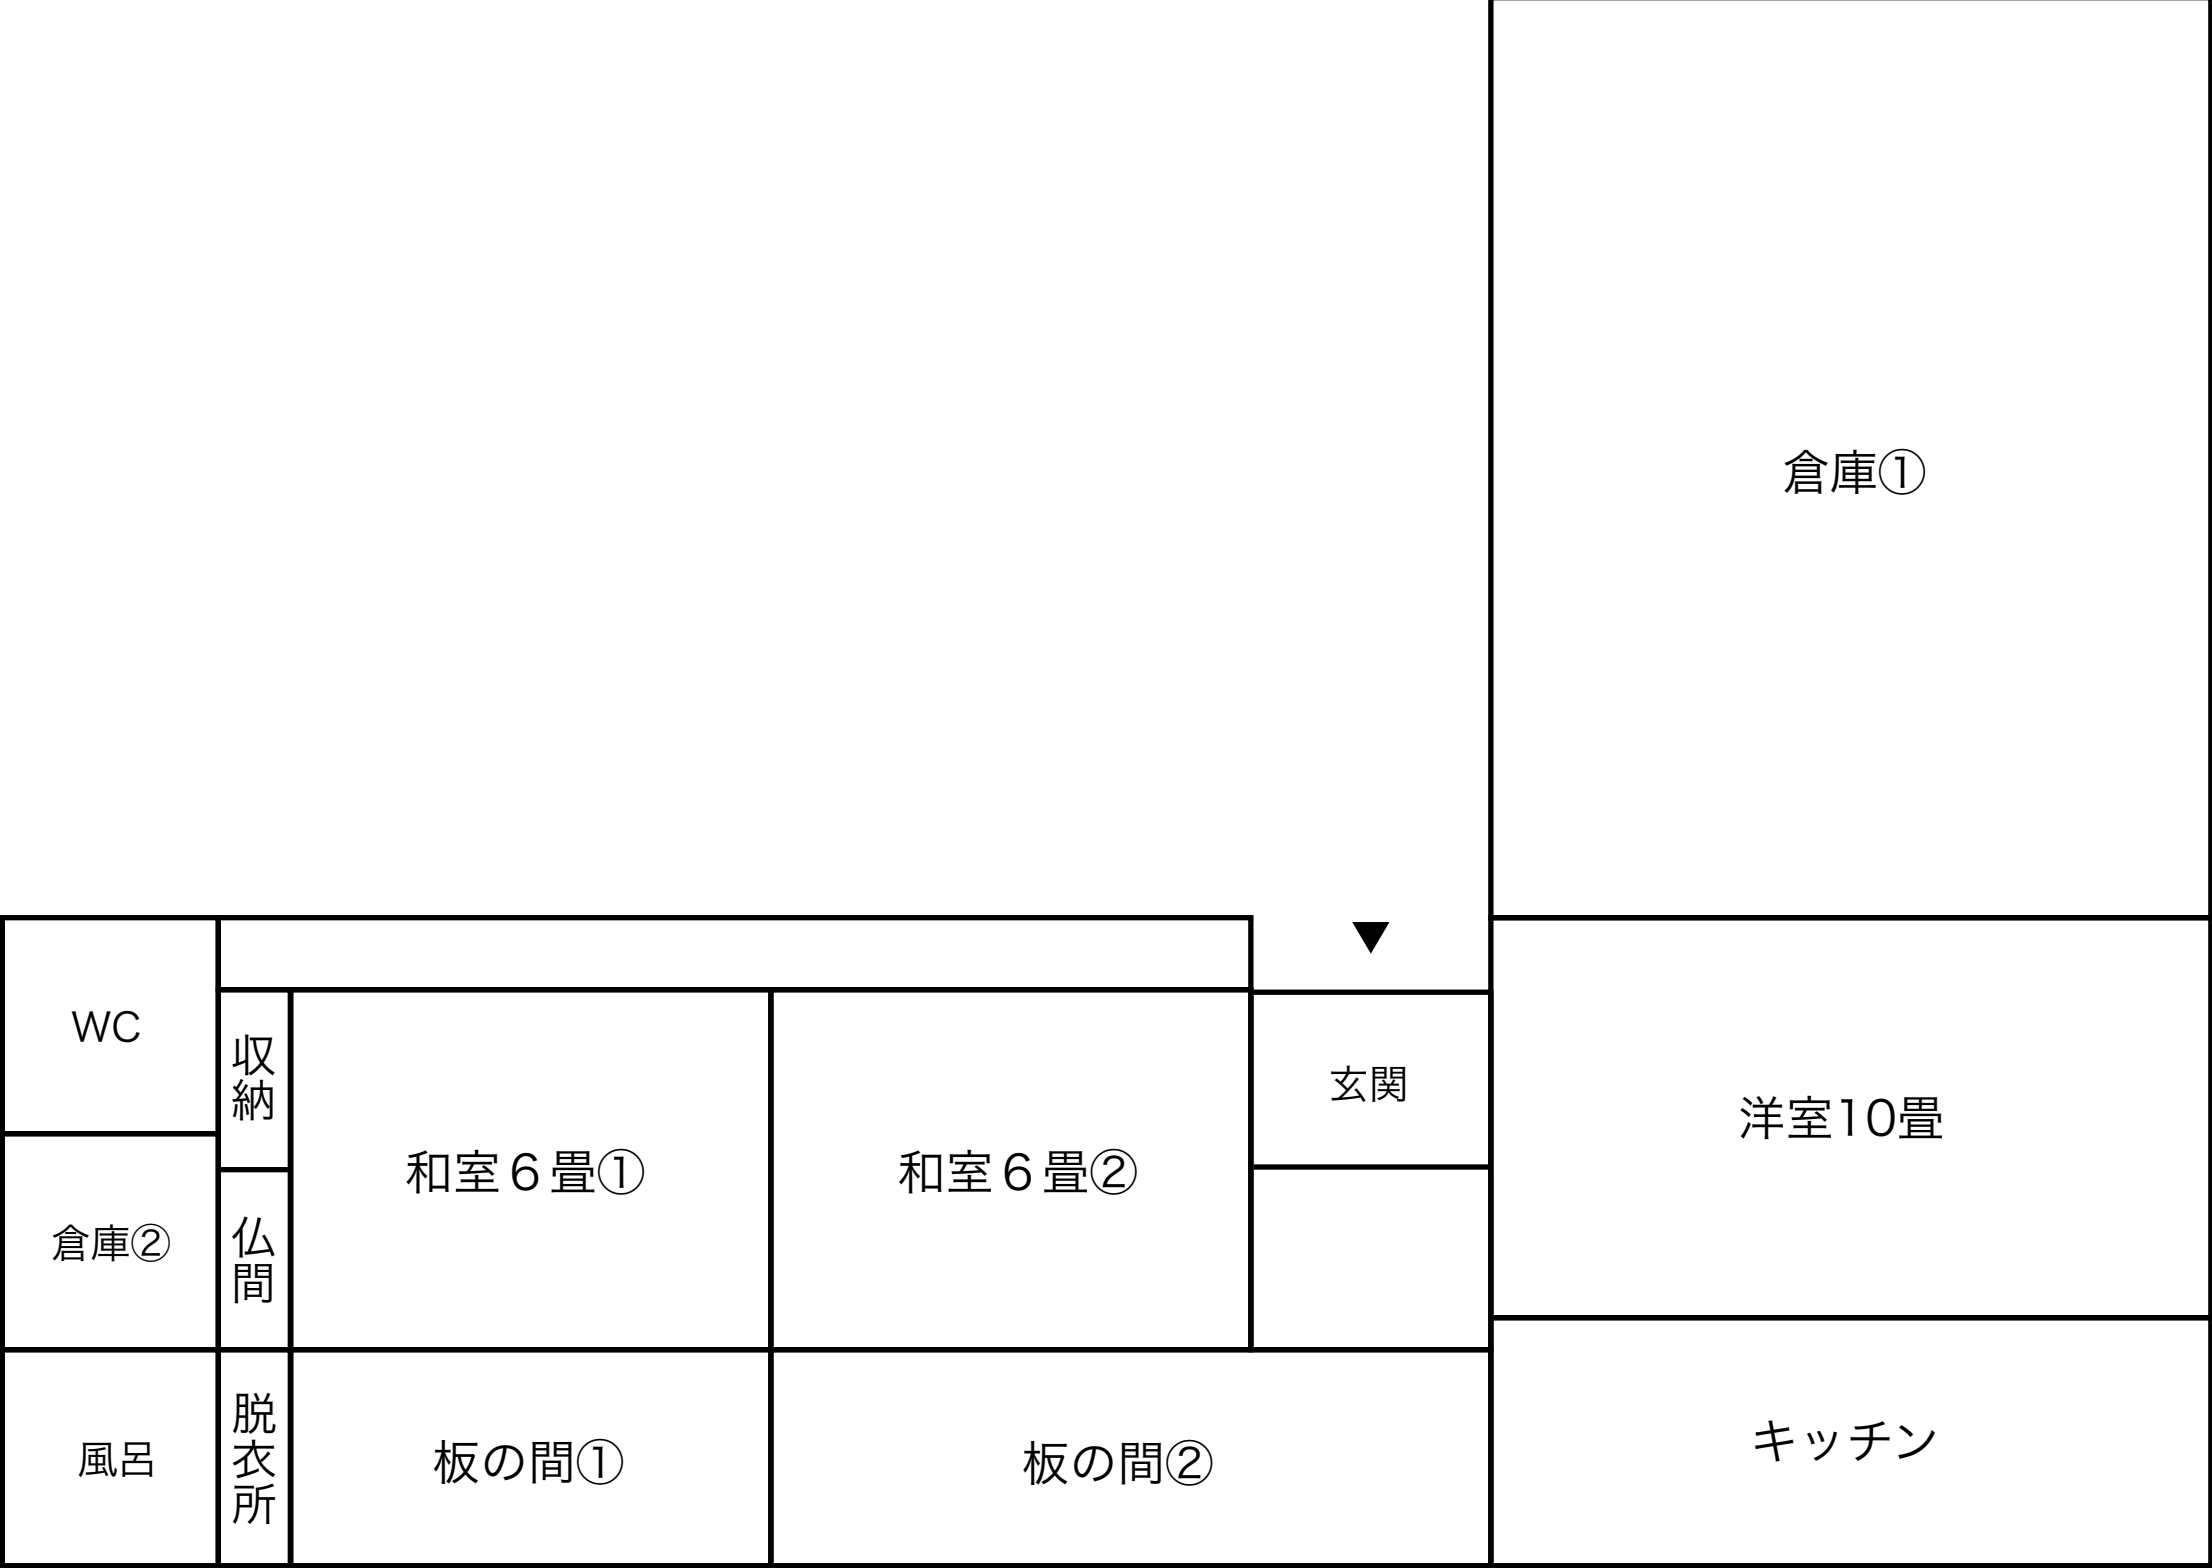 倉庫①
WC
収納
玄関
洋室10畳
和室６畳①
和室６畳②
倉庫②
仏間
風呂
脱衣所
板の間①
板の間②
キッチン